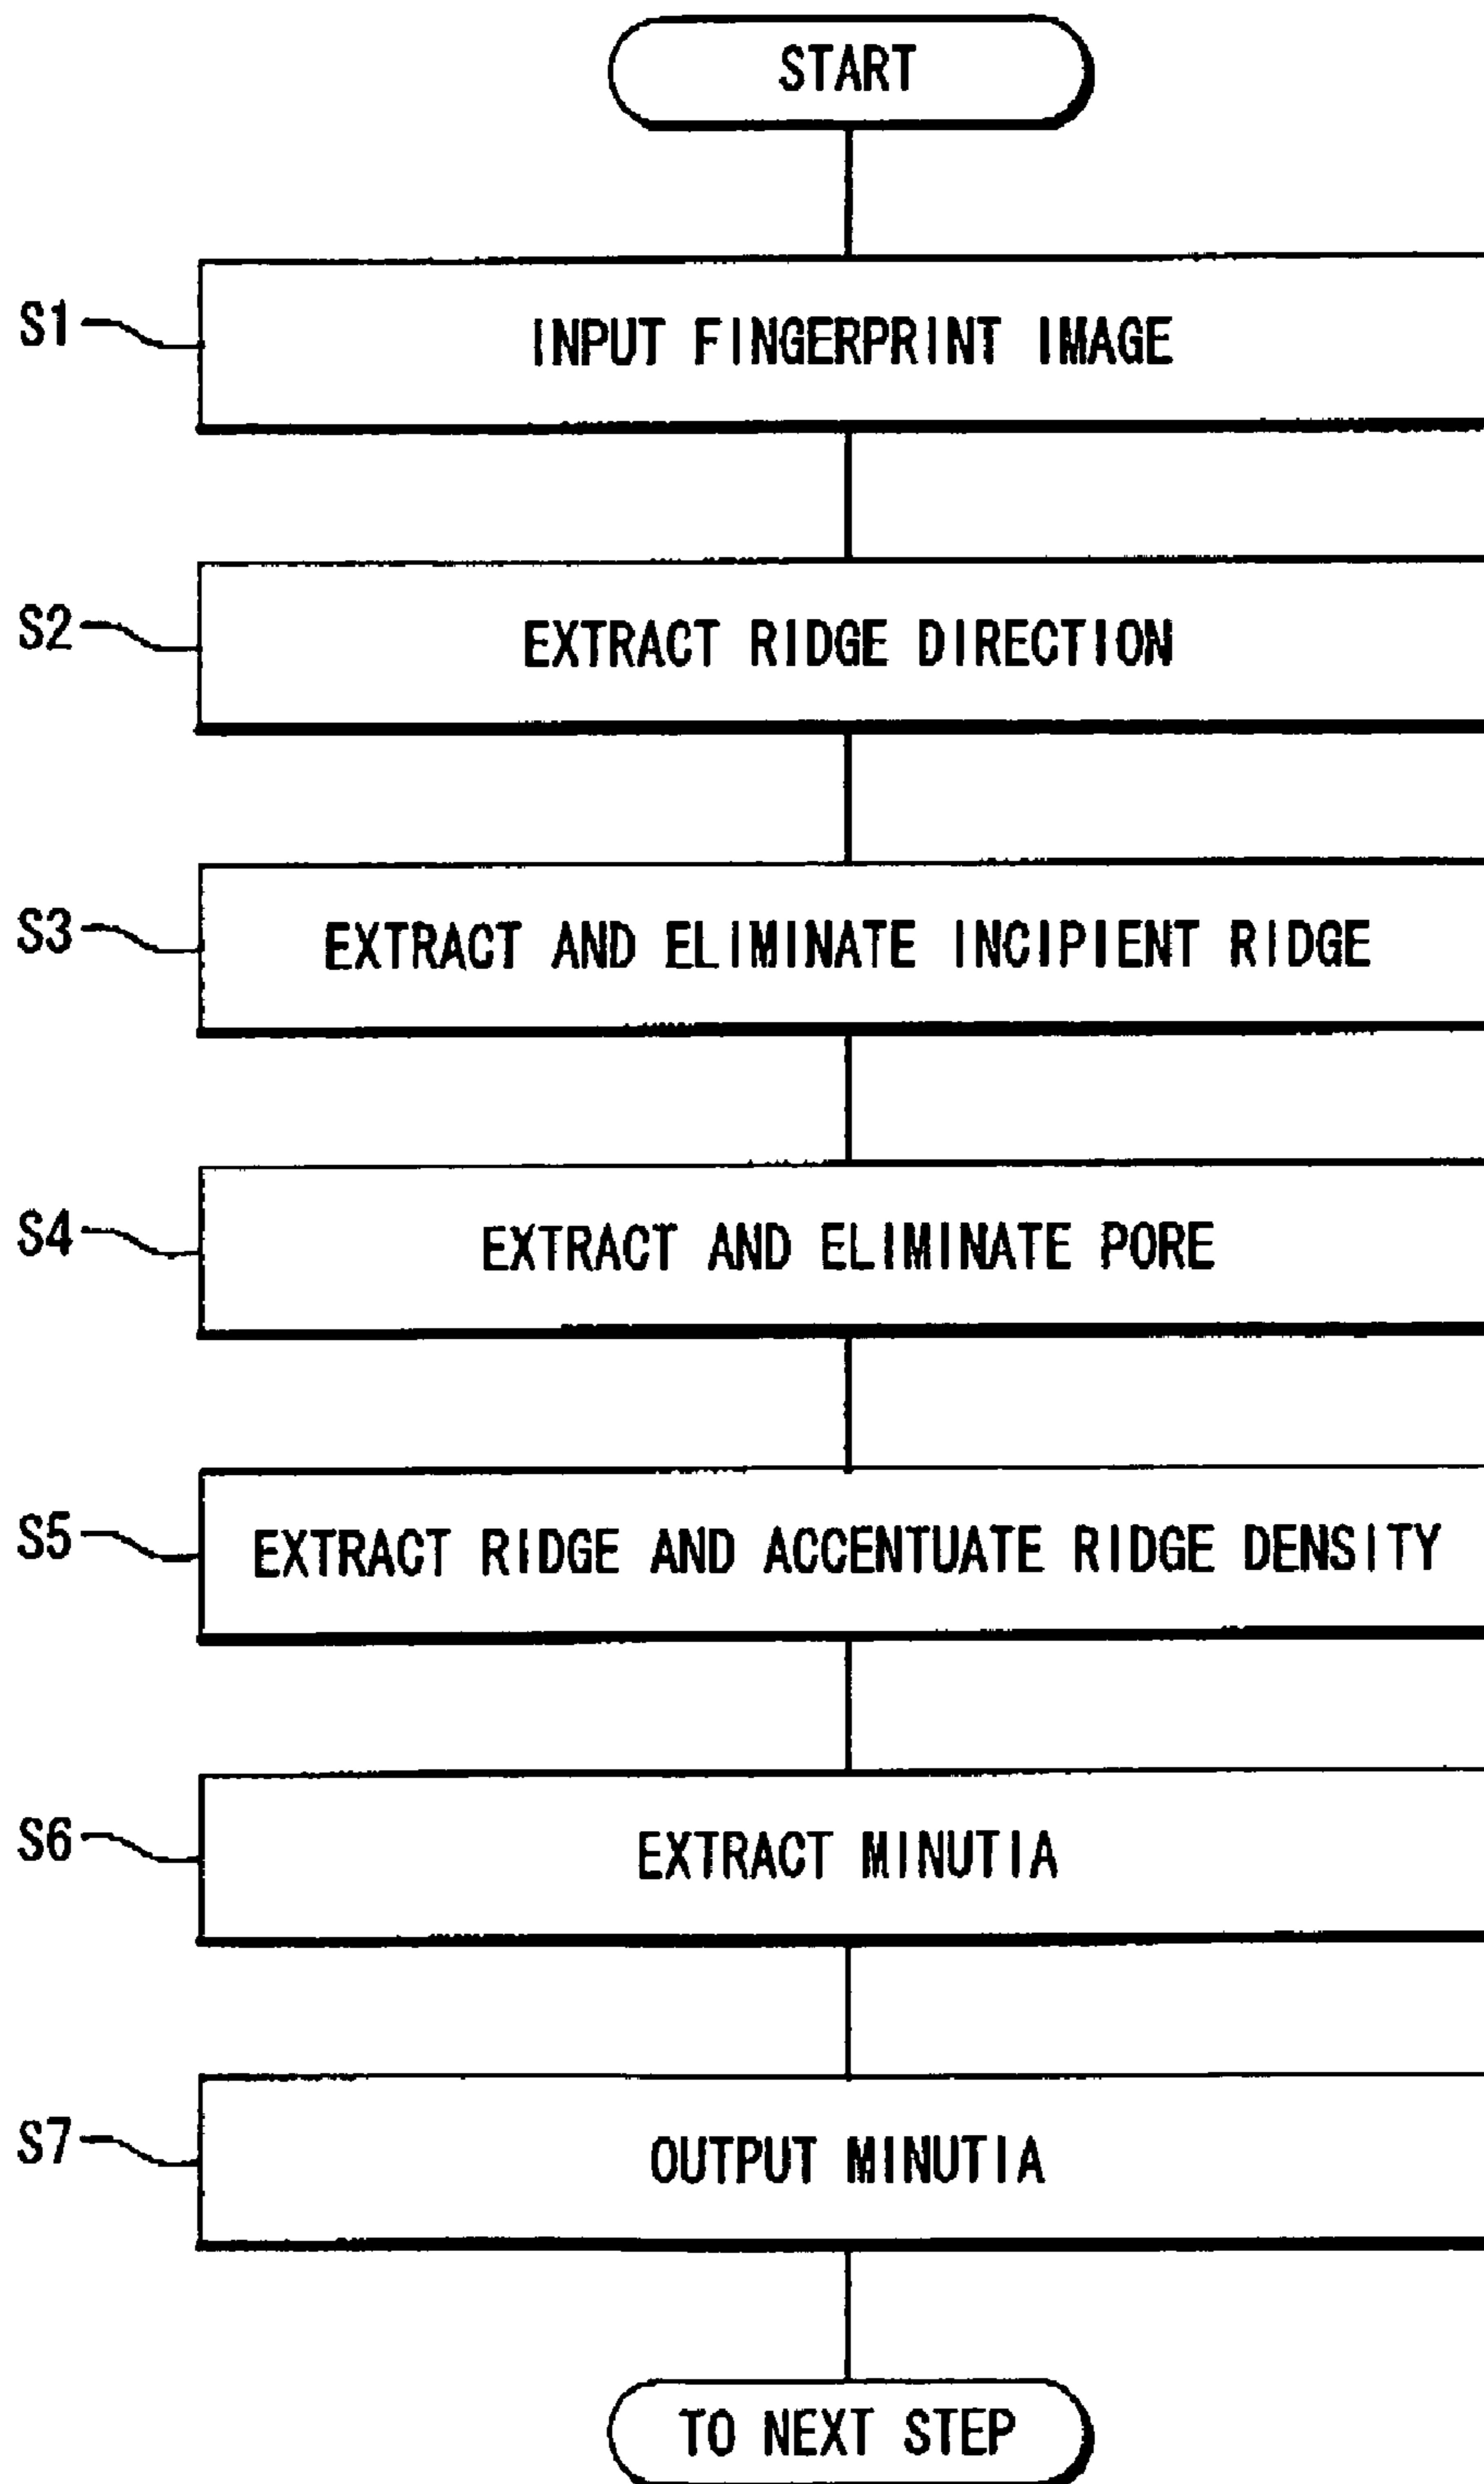 START
S1
INPUT FINGERPRINT IMAGE
S2
EXTRACT RIDGE DIRECTION
S3
EXTRACT AND ELIMINATE INCIPIENT RIDGE
S4
EXTRACT AND ELIMINATE PORE
S5
EXTRACT RIDGE AND ACCENTUATE RIDGE DENSITY
S6
EXTRACT MINUTIA
S7
OUTPUT MINUTIA
TO NEXT STEP